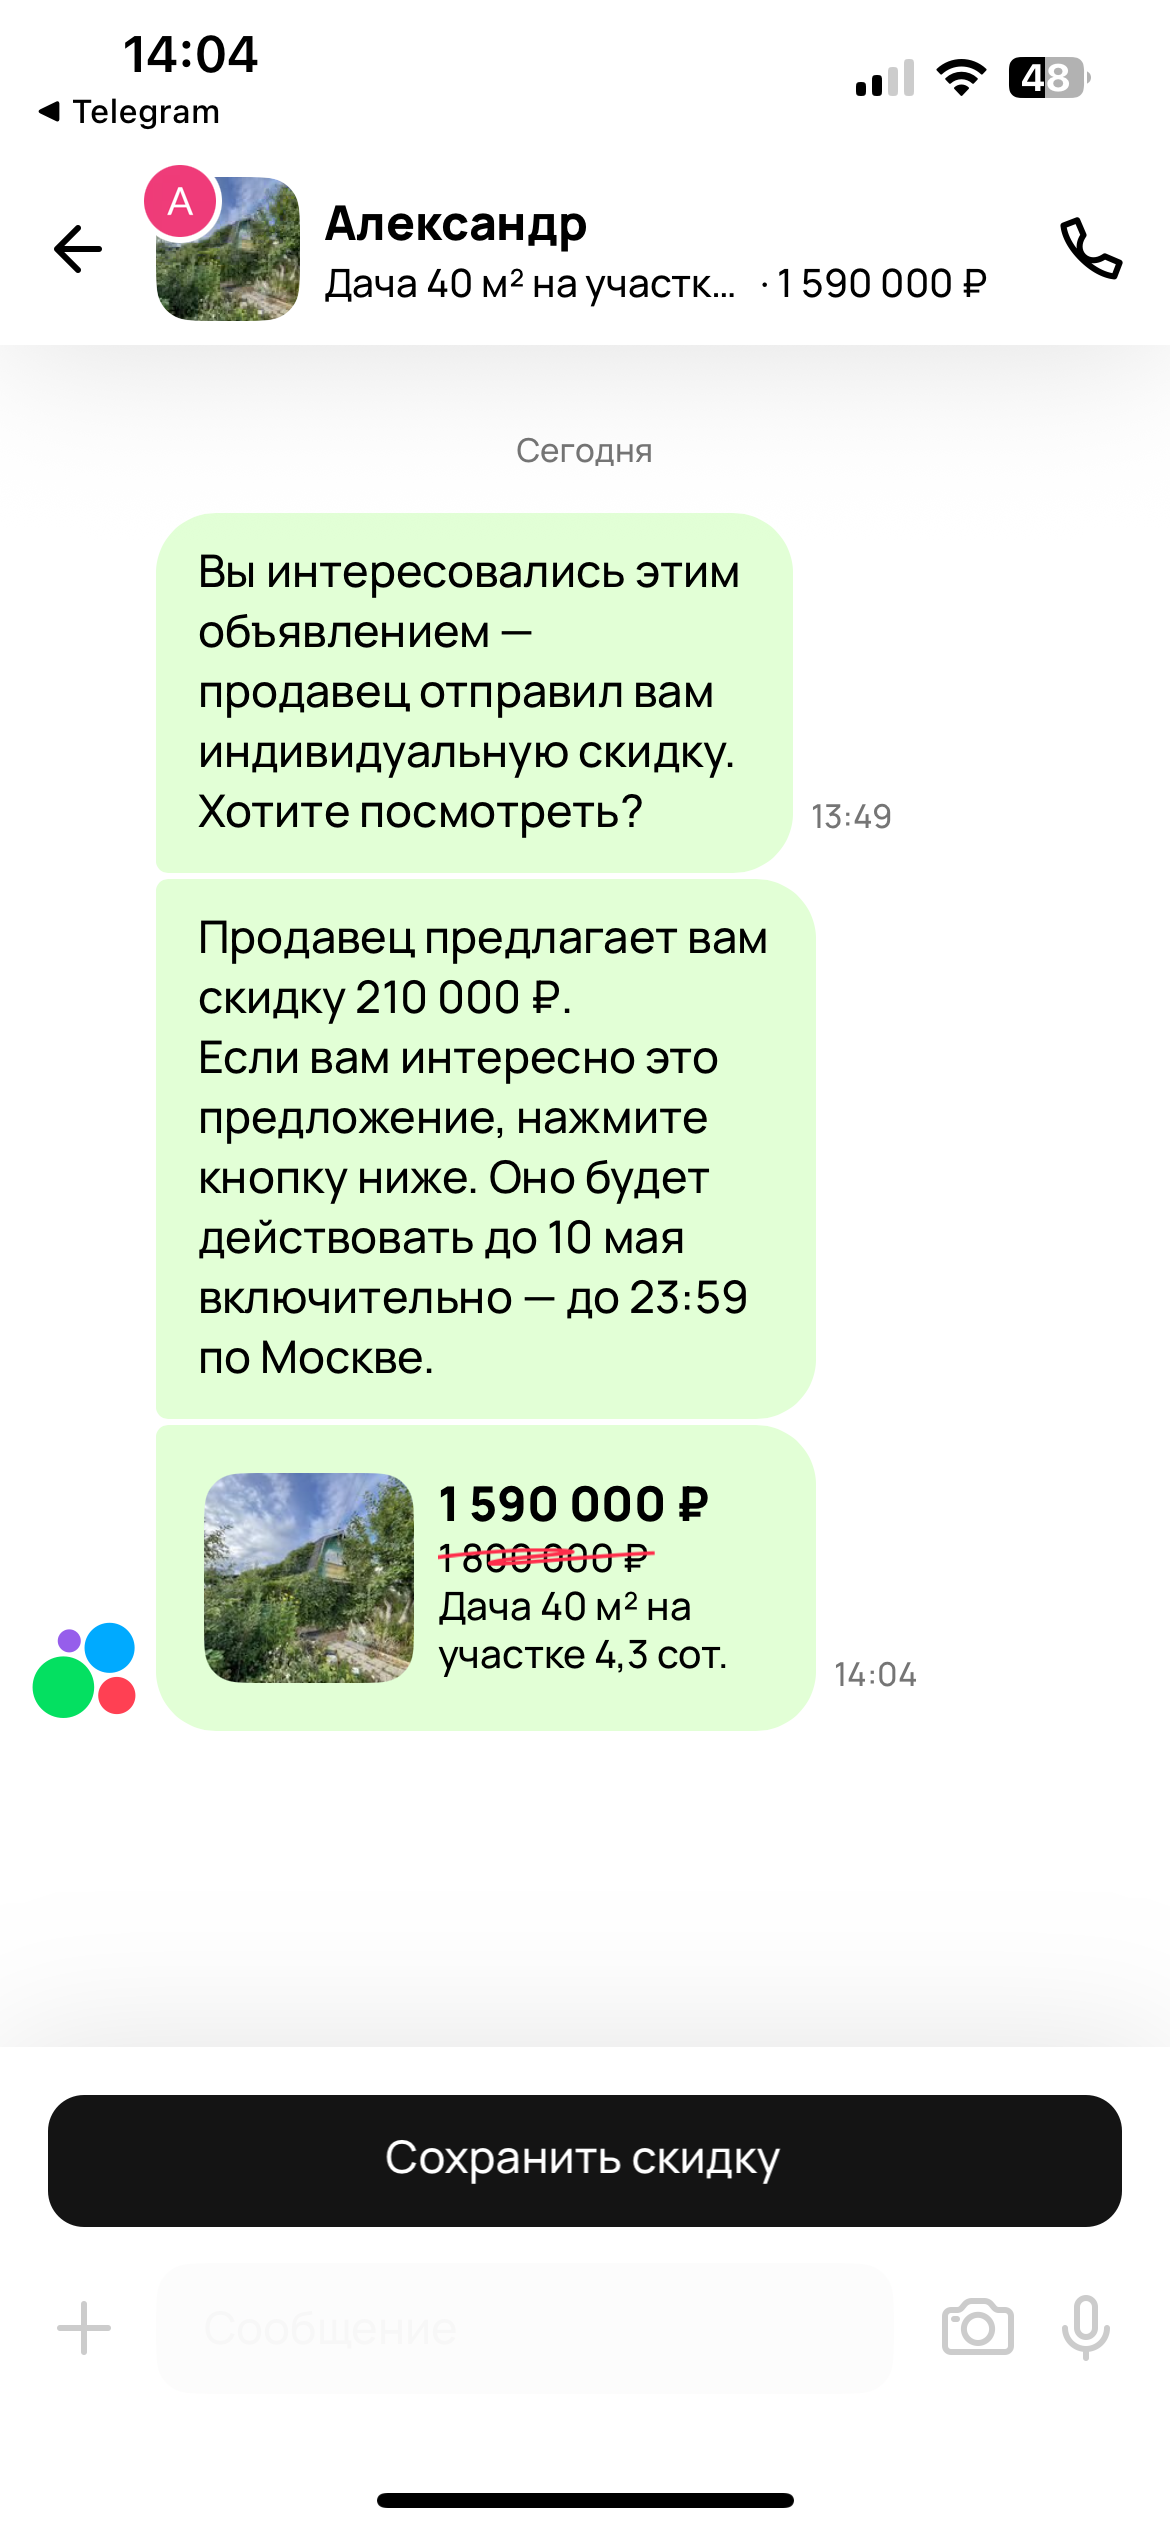 14:04
48
Telegram
A
Александр
Дача 40 м² на участк... · 1 590 000 ₽
Сегодня
Вы интересовались этим
объявлением —
продавец отправил вам
индивидуальную скидку.
Хотите посмотреть?
13:49
Продавец предлагает вам
скидку 210 000 ₽.
Если вам интересно это
предложение, нажмите
кнопку ниже. Оно будет
действовать до 10 мая
включительно — до 23:59
по Москве.
1 590 000 ₽
1 800 000 ₽
Дача 40 м² на
участке 4,3 сот.
14:04
Сохранить скидку
Сообщение